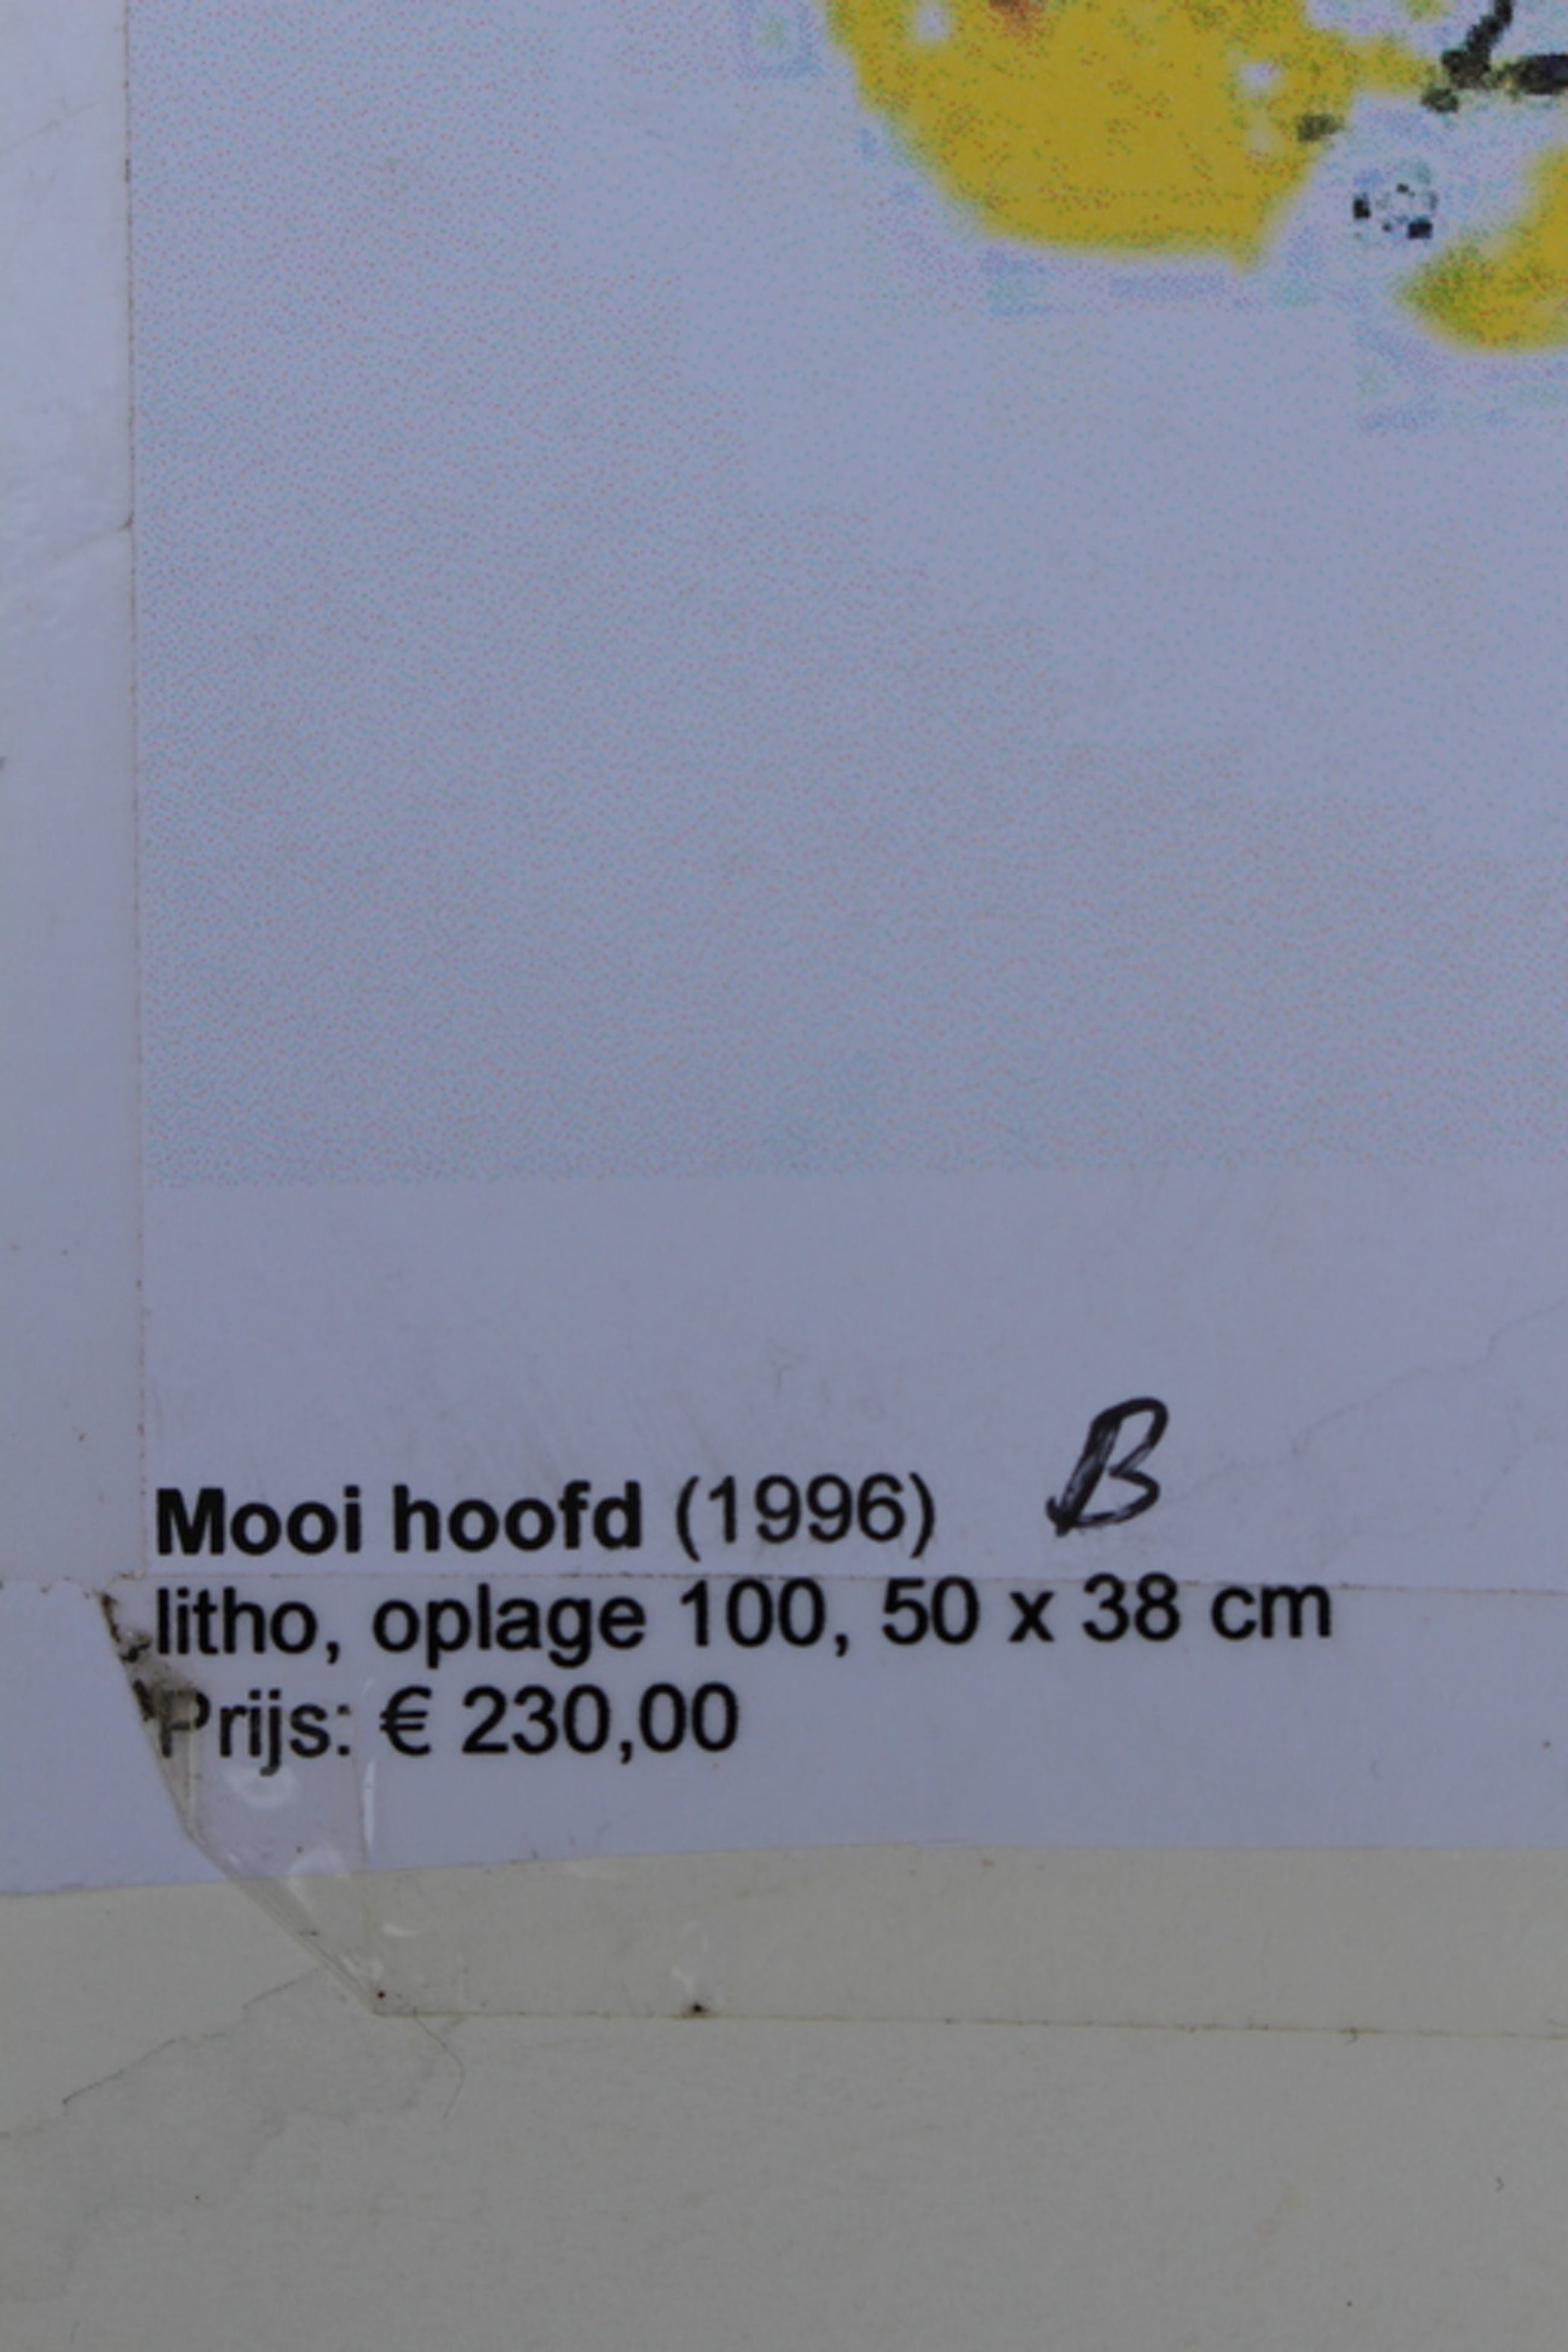 Mooi hoofd (1996) B
litho, oplage 100, 50 x 38 cm
Prijs: € 230,00